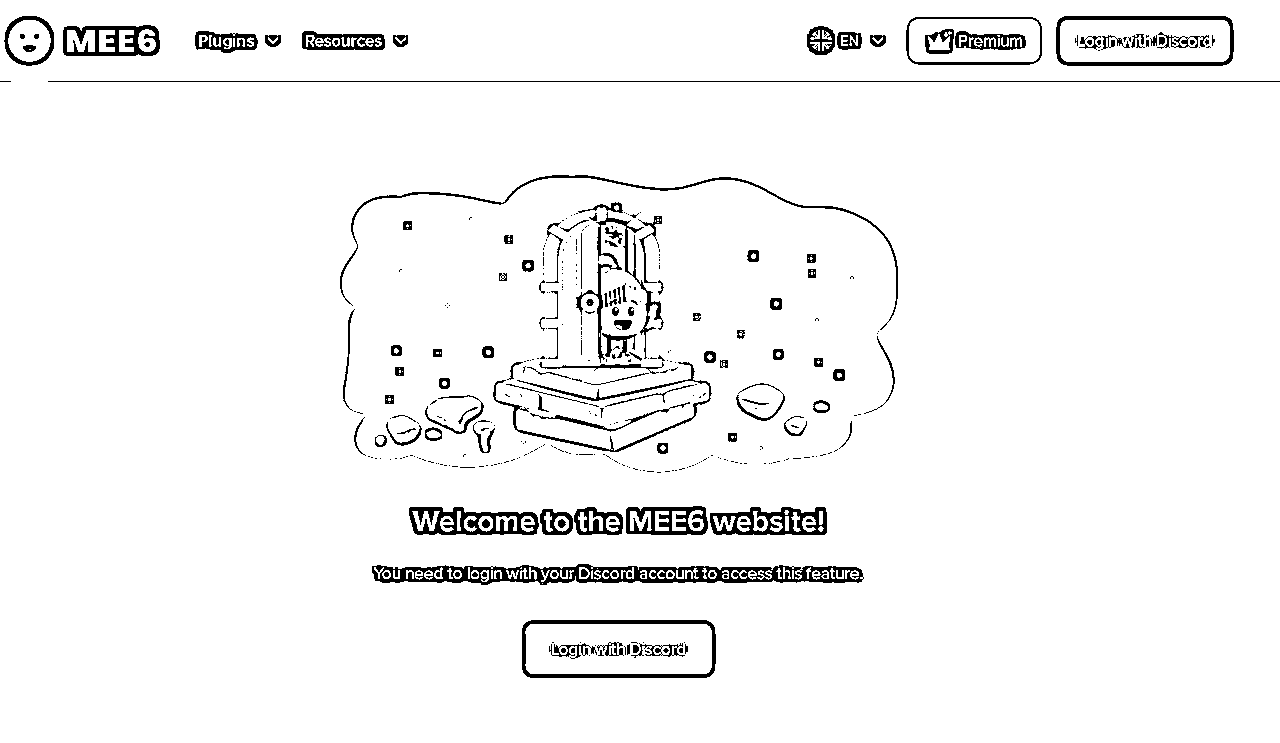 MEE6
Plugins
Resources
EN
Premium
Login with Discord
Welcome to the MEE6 website!
You need to login with your Discord account to access this feature.
Login with Discord